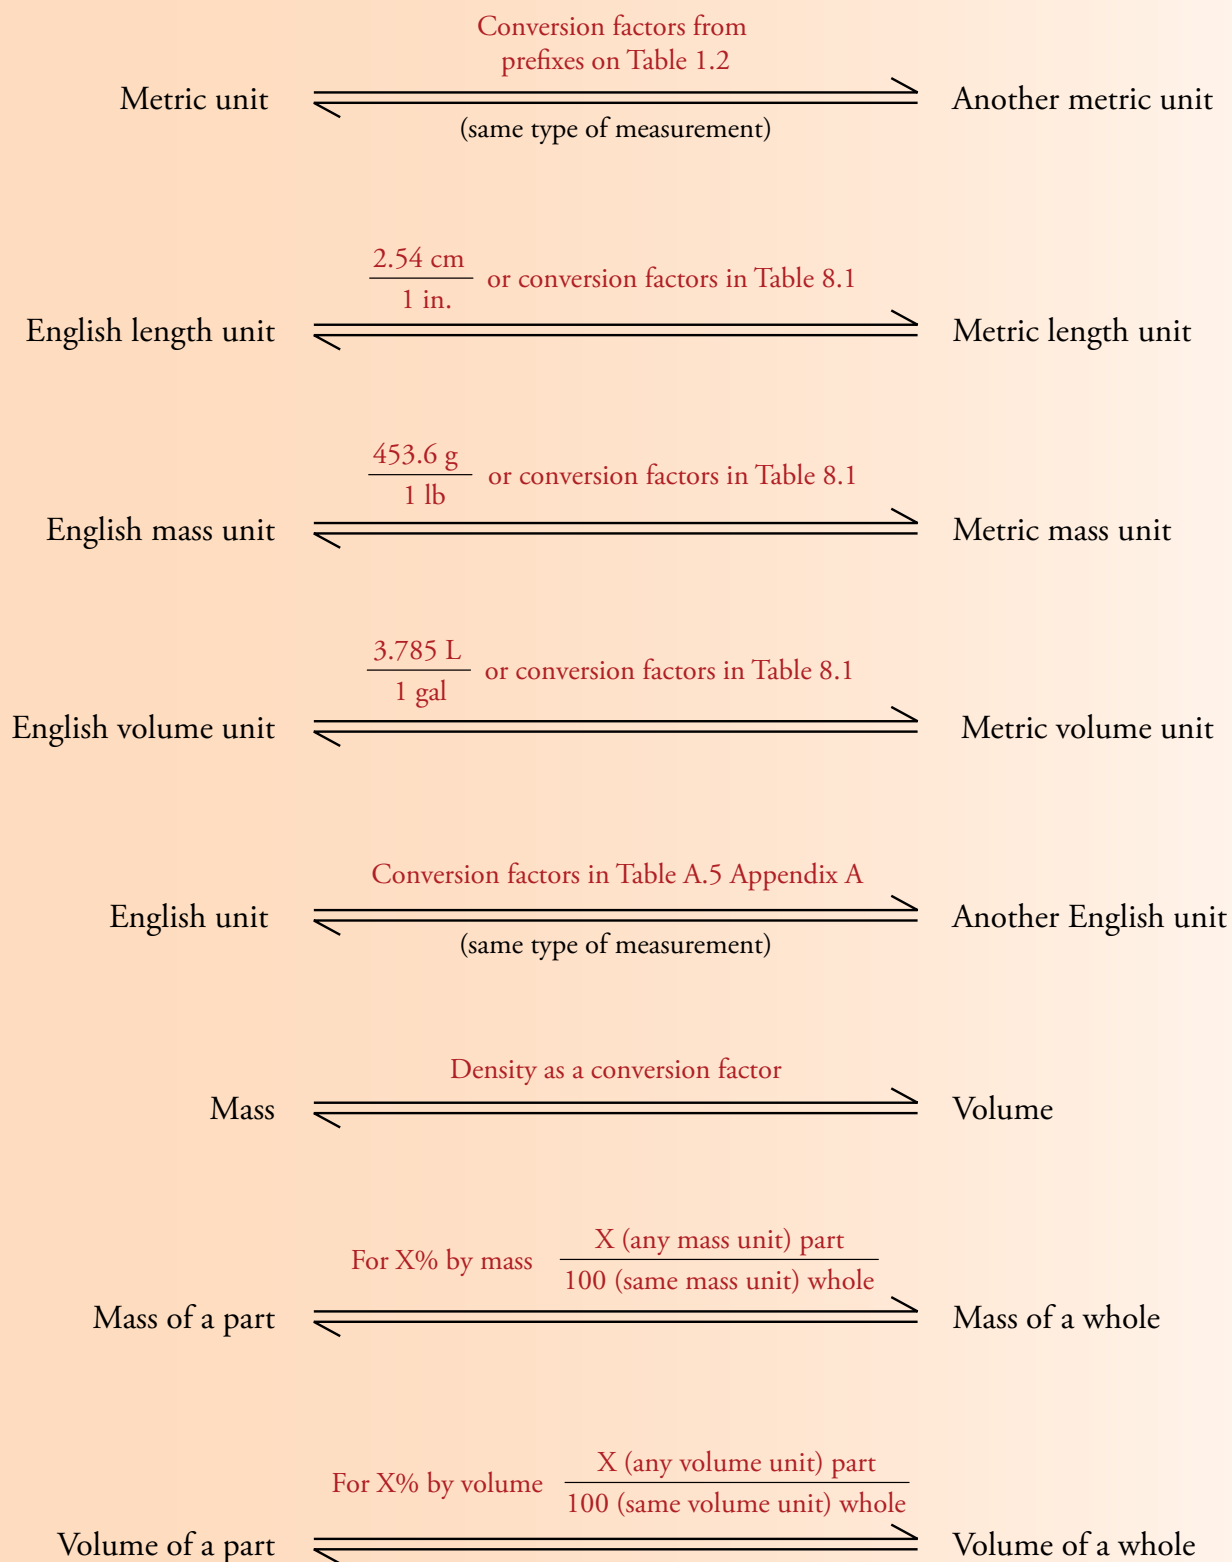 Conversion factors from
prefixes on Table 1.2
Metric unit
Another metric unit
(same type of measurement)
2.54 cm
1 in.
or conversion factors in Table 8.1
English length unit
Metric length unit
453.6 g
1 lb
or conversion factors in Table 8.1
English mass unit
Metric mass unit
3.785 L
1 gal
or conversion factors in Table 8.1
English volume unit
Metric volume unit
Conversion factors in Table A.5 Appendix A
English unit
Another English unit
(same type of measurement)
Density as a conversion factor
Mass
Volume
For X% by mass
X (any mass unit) part
100 (same mass unit) whole
Mass of a part
Mass of a whole
For X% by volume
X (any volume unit) part
100 (same volume unit) whole
Volume of a part
Volume of a whole